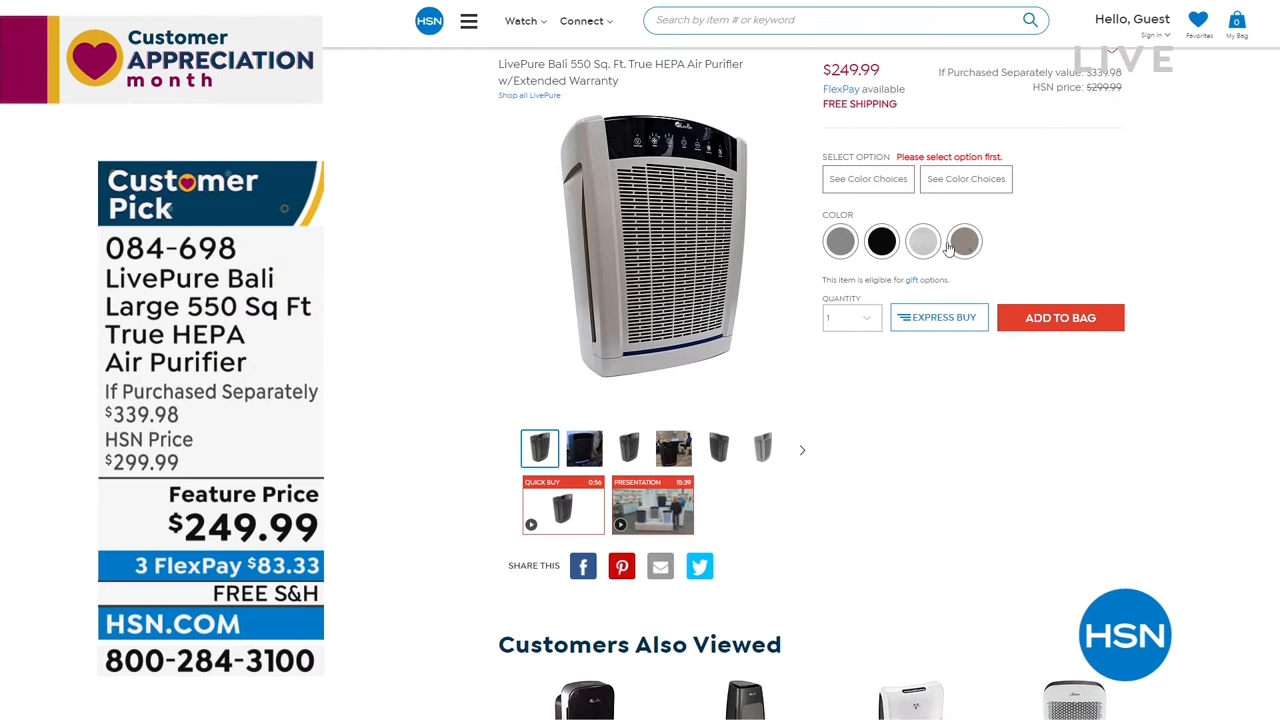 Customer
APPRECIATION
month
Customer
Pick
084-698
LivePure Bali
Large 550 Sq Ft
True HEPA
Air Purifier
If Purchased Separately
$339.98
HSN Price
$299.99
Feature Price
$249.99
3 FlexPay $83.33
FREE S&H
HSN.COM
800-284-3100
HSN
Watch
Connect
Search by item # or keyword
Hello, Guest
Sign in
Favorites
0
My Bag
LIVE
LivePure Bali 550 Sq. Ft. True HEPA Air Purifier
w/Extended Warranty
Shop all LivePure
$249.99
FlexPay available
FREE SHIPPING
If Purchased Separately value: $339.98
HSN price: $299.99
SELECT OPTION Please select option first.
See Color Choices
See Color Choices
COLOR
This item is eligible for gift options.
QUANTITY
1
EXPRESS BUY
ADD TO BAG
QUICK BUY 0:56
PRESENTATION 15:39
SHARE THIS
Customers Also Viewed
HSN